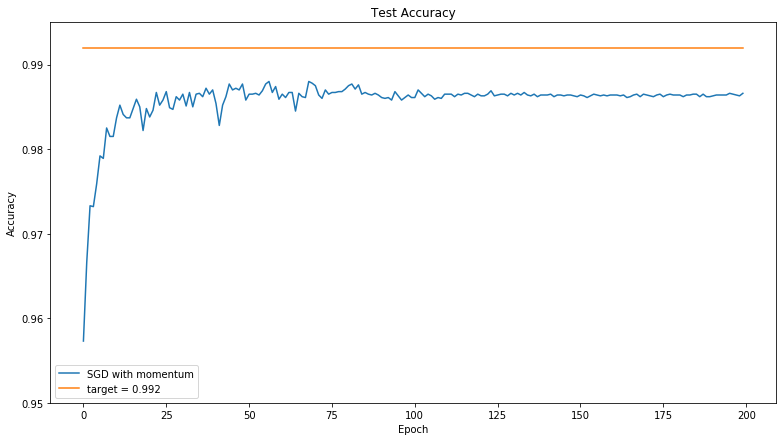 Test Accuracy
Accuracy
0.99
0.98
0.97
0.96
0.95
SGD with momentum
target = 0.992
0
25
50
75
100
125
150
175
200
Epoch